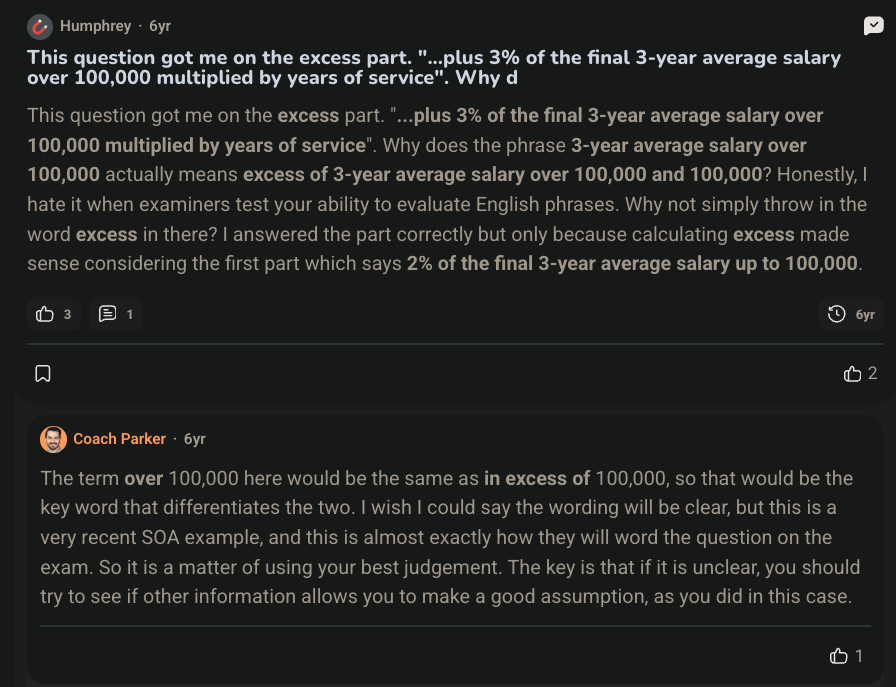 Humphrey · 6yr
This question got me on the excess part. "...plus 3% of the final 3-year average salary
over 100,000 multiplied by years of service". Why d
This question got me on the excess part. "...plus 3% of the final 3-year average salary over
100,000 multiplied by years of service". Why does the phrase 3-year average salary over
100,000 actually means excess of 3-year average salary over 100,000 and 100,000? Honestly, I
hate it when examiners test your ability to evaluate English phrases. Why not simply throw in the
word excess in there? I answered the part correctly but only because calculating excess made
sense considering the first part which says 2% of the final 3-year average salary up to 100,000.
3 1 6yr
2
Coach Parker · 6yr
The term over 100,000 here would be the same as in excess of 100,000, so that would be the
key word that differentiates the two. I wish I could say the wording will be clear, but this is a
very recent SOA example, and this is almost exactly how they will word the question on the
exam. So it is a matter of using your best judgement. The key is that if it is unclear, you should
try to see if other information allows you to make a good assumption, as you did in this case.
1